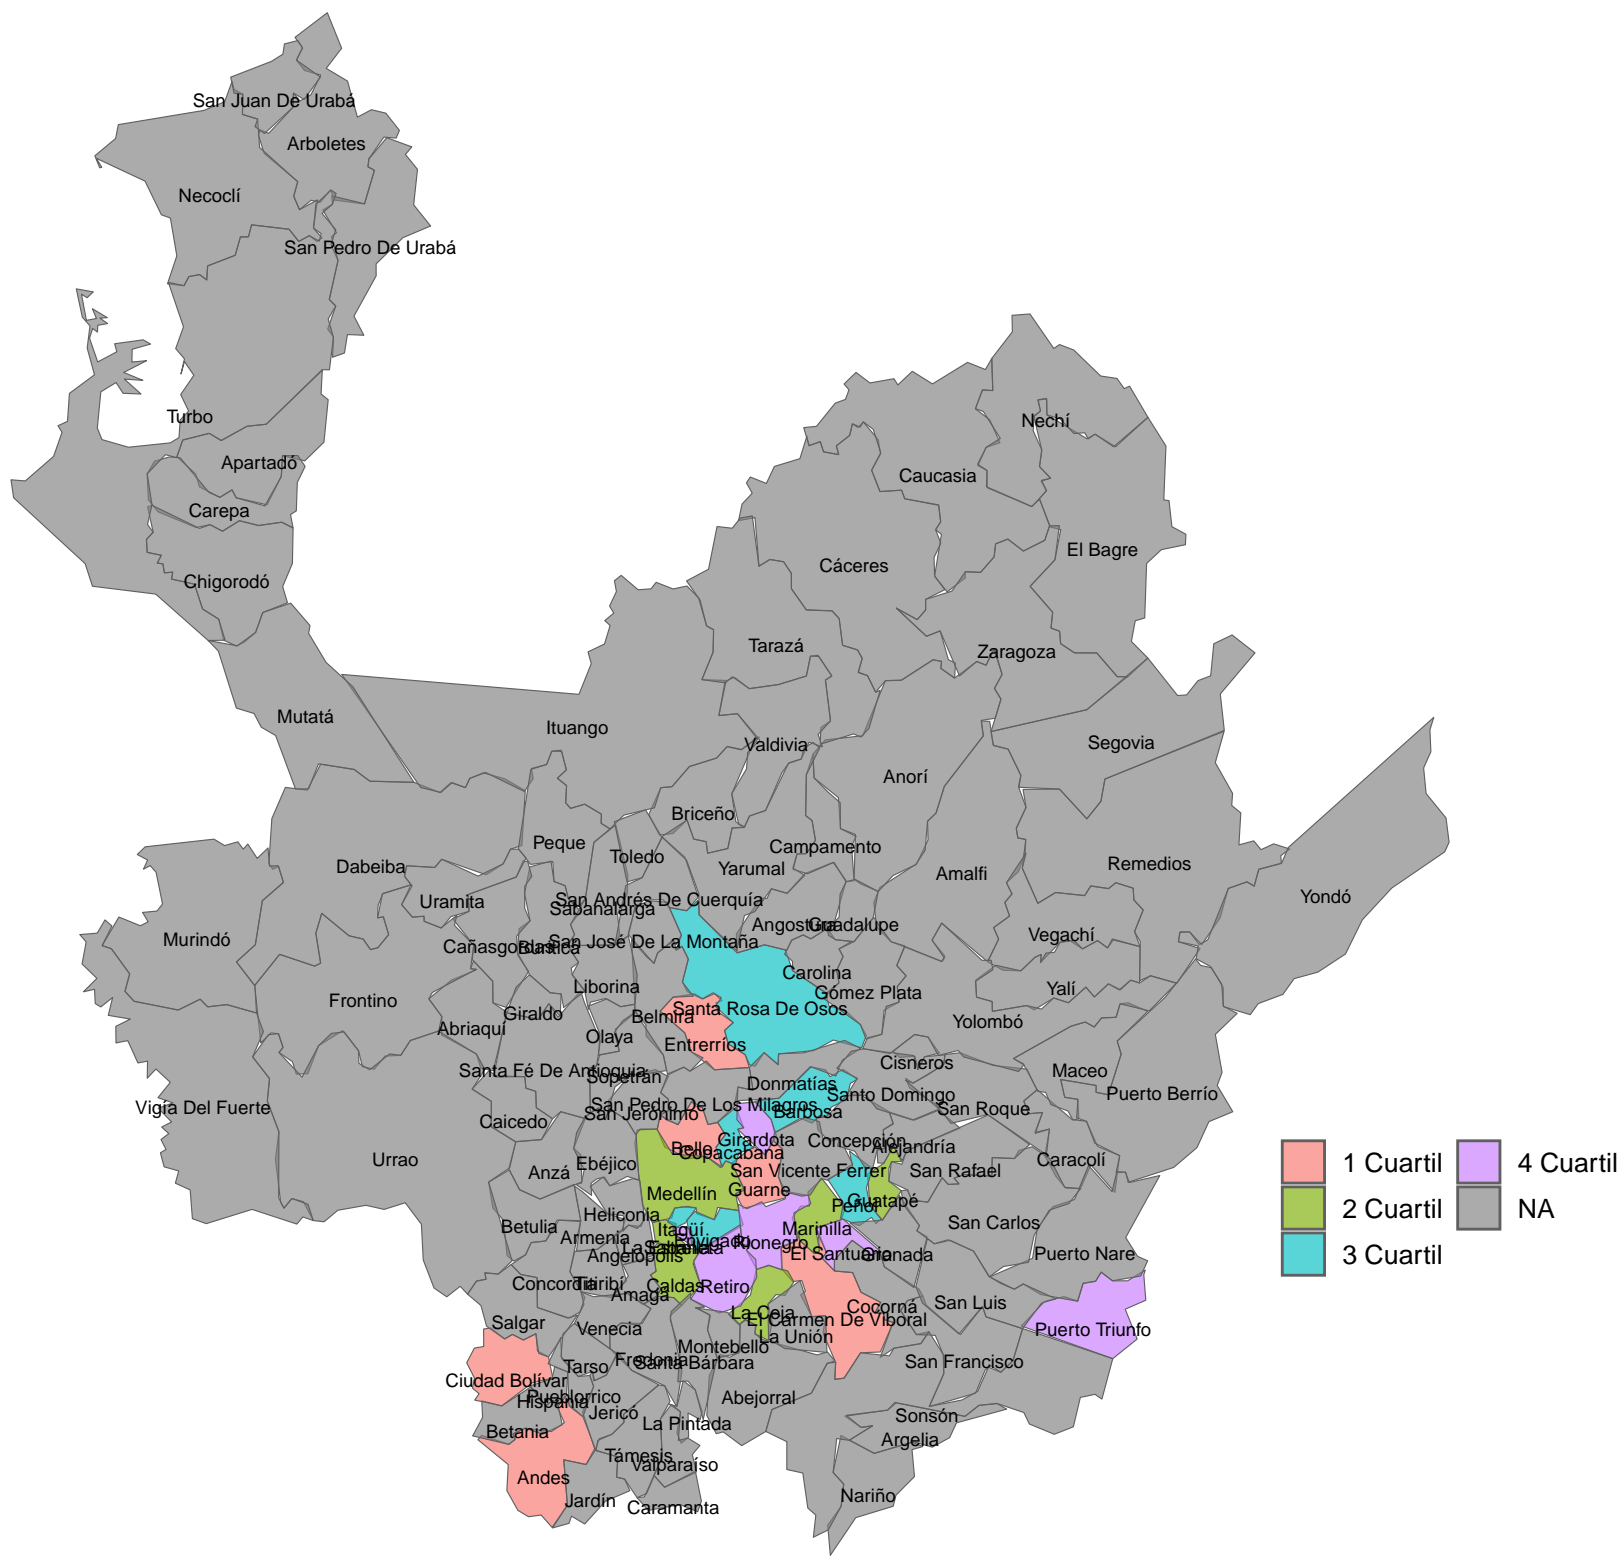 San Juan De Urabá
Arboletes
Necoclí
San Pedro De Urabá
Turbo
Apartadó
Carepa
Chigorodó
Mutatá
Nechí
Caucasia
El Bagre
Cáceres
Tarazá
Zaragoza
Ituango
Valdivia
Segovia
Anorí
Briceño
Peque
Campamento
Toledo
Dabeiba
Yarumal
Amalfi
Remedios
Yondó
Uramita
San Andrés De Cuerquía
Sabanalarga
Angostura
Guadalupe
Vegachí
Murindó
Cañasgordas
Buriticá
San José De La Montaña
Carolina
Liborina
Gómez Plata
Yalí
Frontino
Santa Rosa De Osos
Giraldo
Belmira
Abriaquí
Yolombó
Olaya
Entrerríos
Cisneros
Santa Fé De Antioquia
Sopetrán
Maceo
Donmatías
Santo Domingo
Puerto Berrío
San Pedro De Los Milagros
Vigía Del Fuerte
San Jerónimo
Barbosa
San Roque
Caicedo
Girardota
Concepción
Alejandría
Bello
Copacabana
Urrao
Anzá
Ebéjico
San Vicente Ferrer
San Rafael
Caracolí
Medellín
Guarne
Guatapé
Peñol
Heliconia
Betulia
Itagüí
Marinilla
San Carlos
Armenia
Envigado
Rionegro
La Estrella
Sabaneta
Angelópolis
El Santuario
Granada
Puerto Nare
Concordia
Titiribí
Caldas
Retiro
Amagá
San Luis
Cocorná
La Ceja
El Carmen De Viboral
Salgar
Venecia
La Unión
Puerto Triunfo
Montebello
Tarso
Fredonia
Santa Bárbara
San Francisco
Ciudad Bolívar
Pueblorrico
Hispania
Abejorral
Jericó
La Pintada
Sonsón
Betania
Argelia
Támesis
Valparaíso
Andes
Jardín
Caramanta
Nariño
1 Cuartil
2 Cuartil
3 Cuartil
4 Cuartil
NA